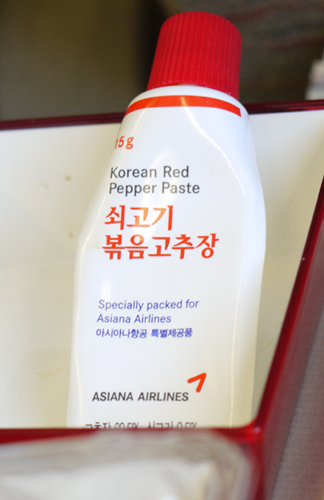 Korean Red
Pepper Paste
쇠고기
볶음고추장
Specially packed for
Asiana Airlines
아시아나항공 특별제공품
ASIANA AIRLINES